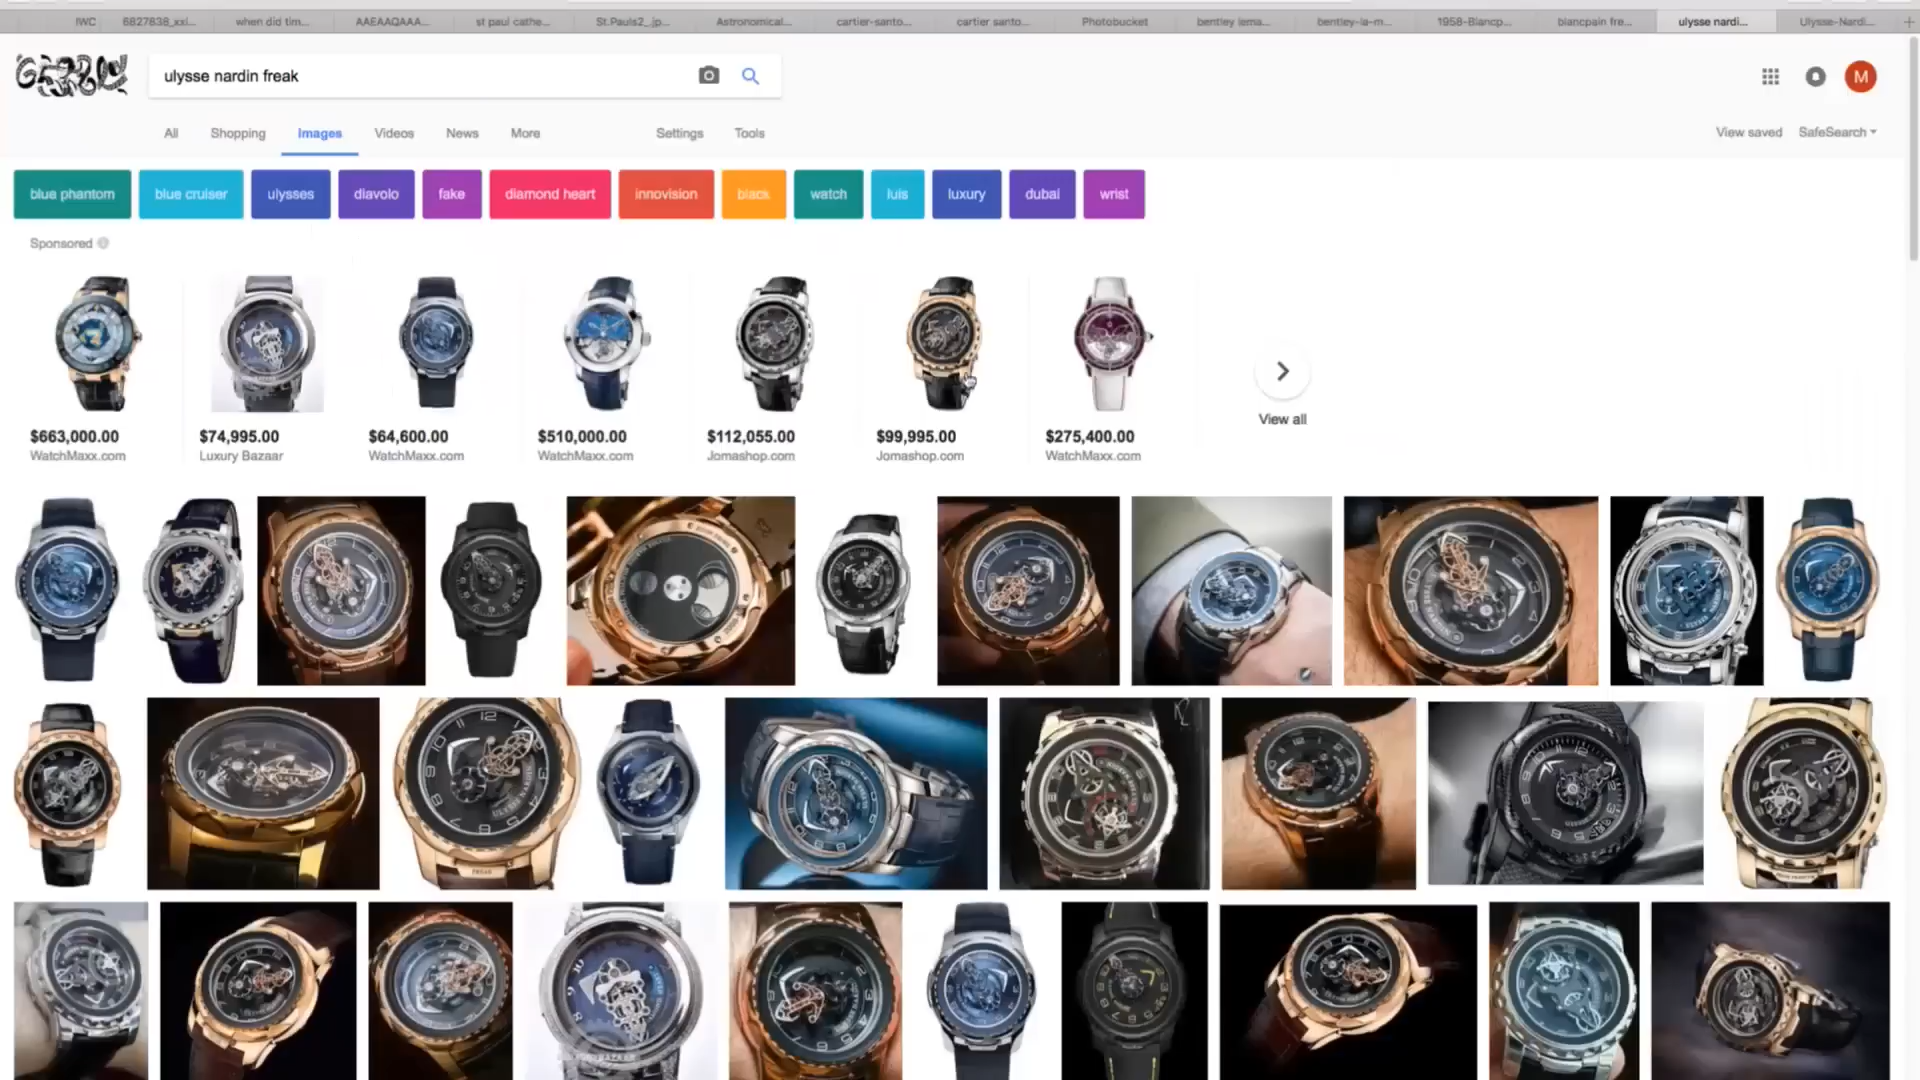 IWC 6827838_xxl... when did tim... AAEAAQAAA... st paul cathe... St.Pauls2_.jp... Astronomical... cartier-santo... cartier santo... Photobucket bentley lema... bentley-la-m... 1958-Blancp... blancpain fre... ulysse nardi... Ulysse-Nardi... +
ulysse nardin freak
M
All Shopping Images Videos News More Settings Tools
View saved SafeSearch
blue phantom blue cruiser ulysses diavolo fake diamond heart innovision black watch luis luxury dubai wrist
Sponsored
$663,000.00 $74,995.00 $64,600.00 $510,000.00 $112,055.00 $99,995.00 $275,400.00
WatchMaxx.com Luxury Bazaar WatchMaxx.com WatchMaxx.com Jomashop.com Jomashop.com WatchMaxx.com
View all